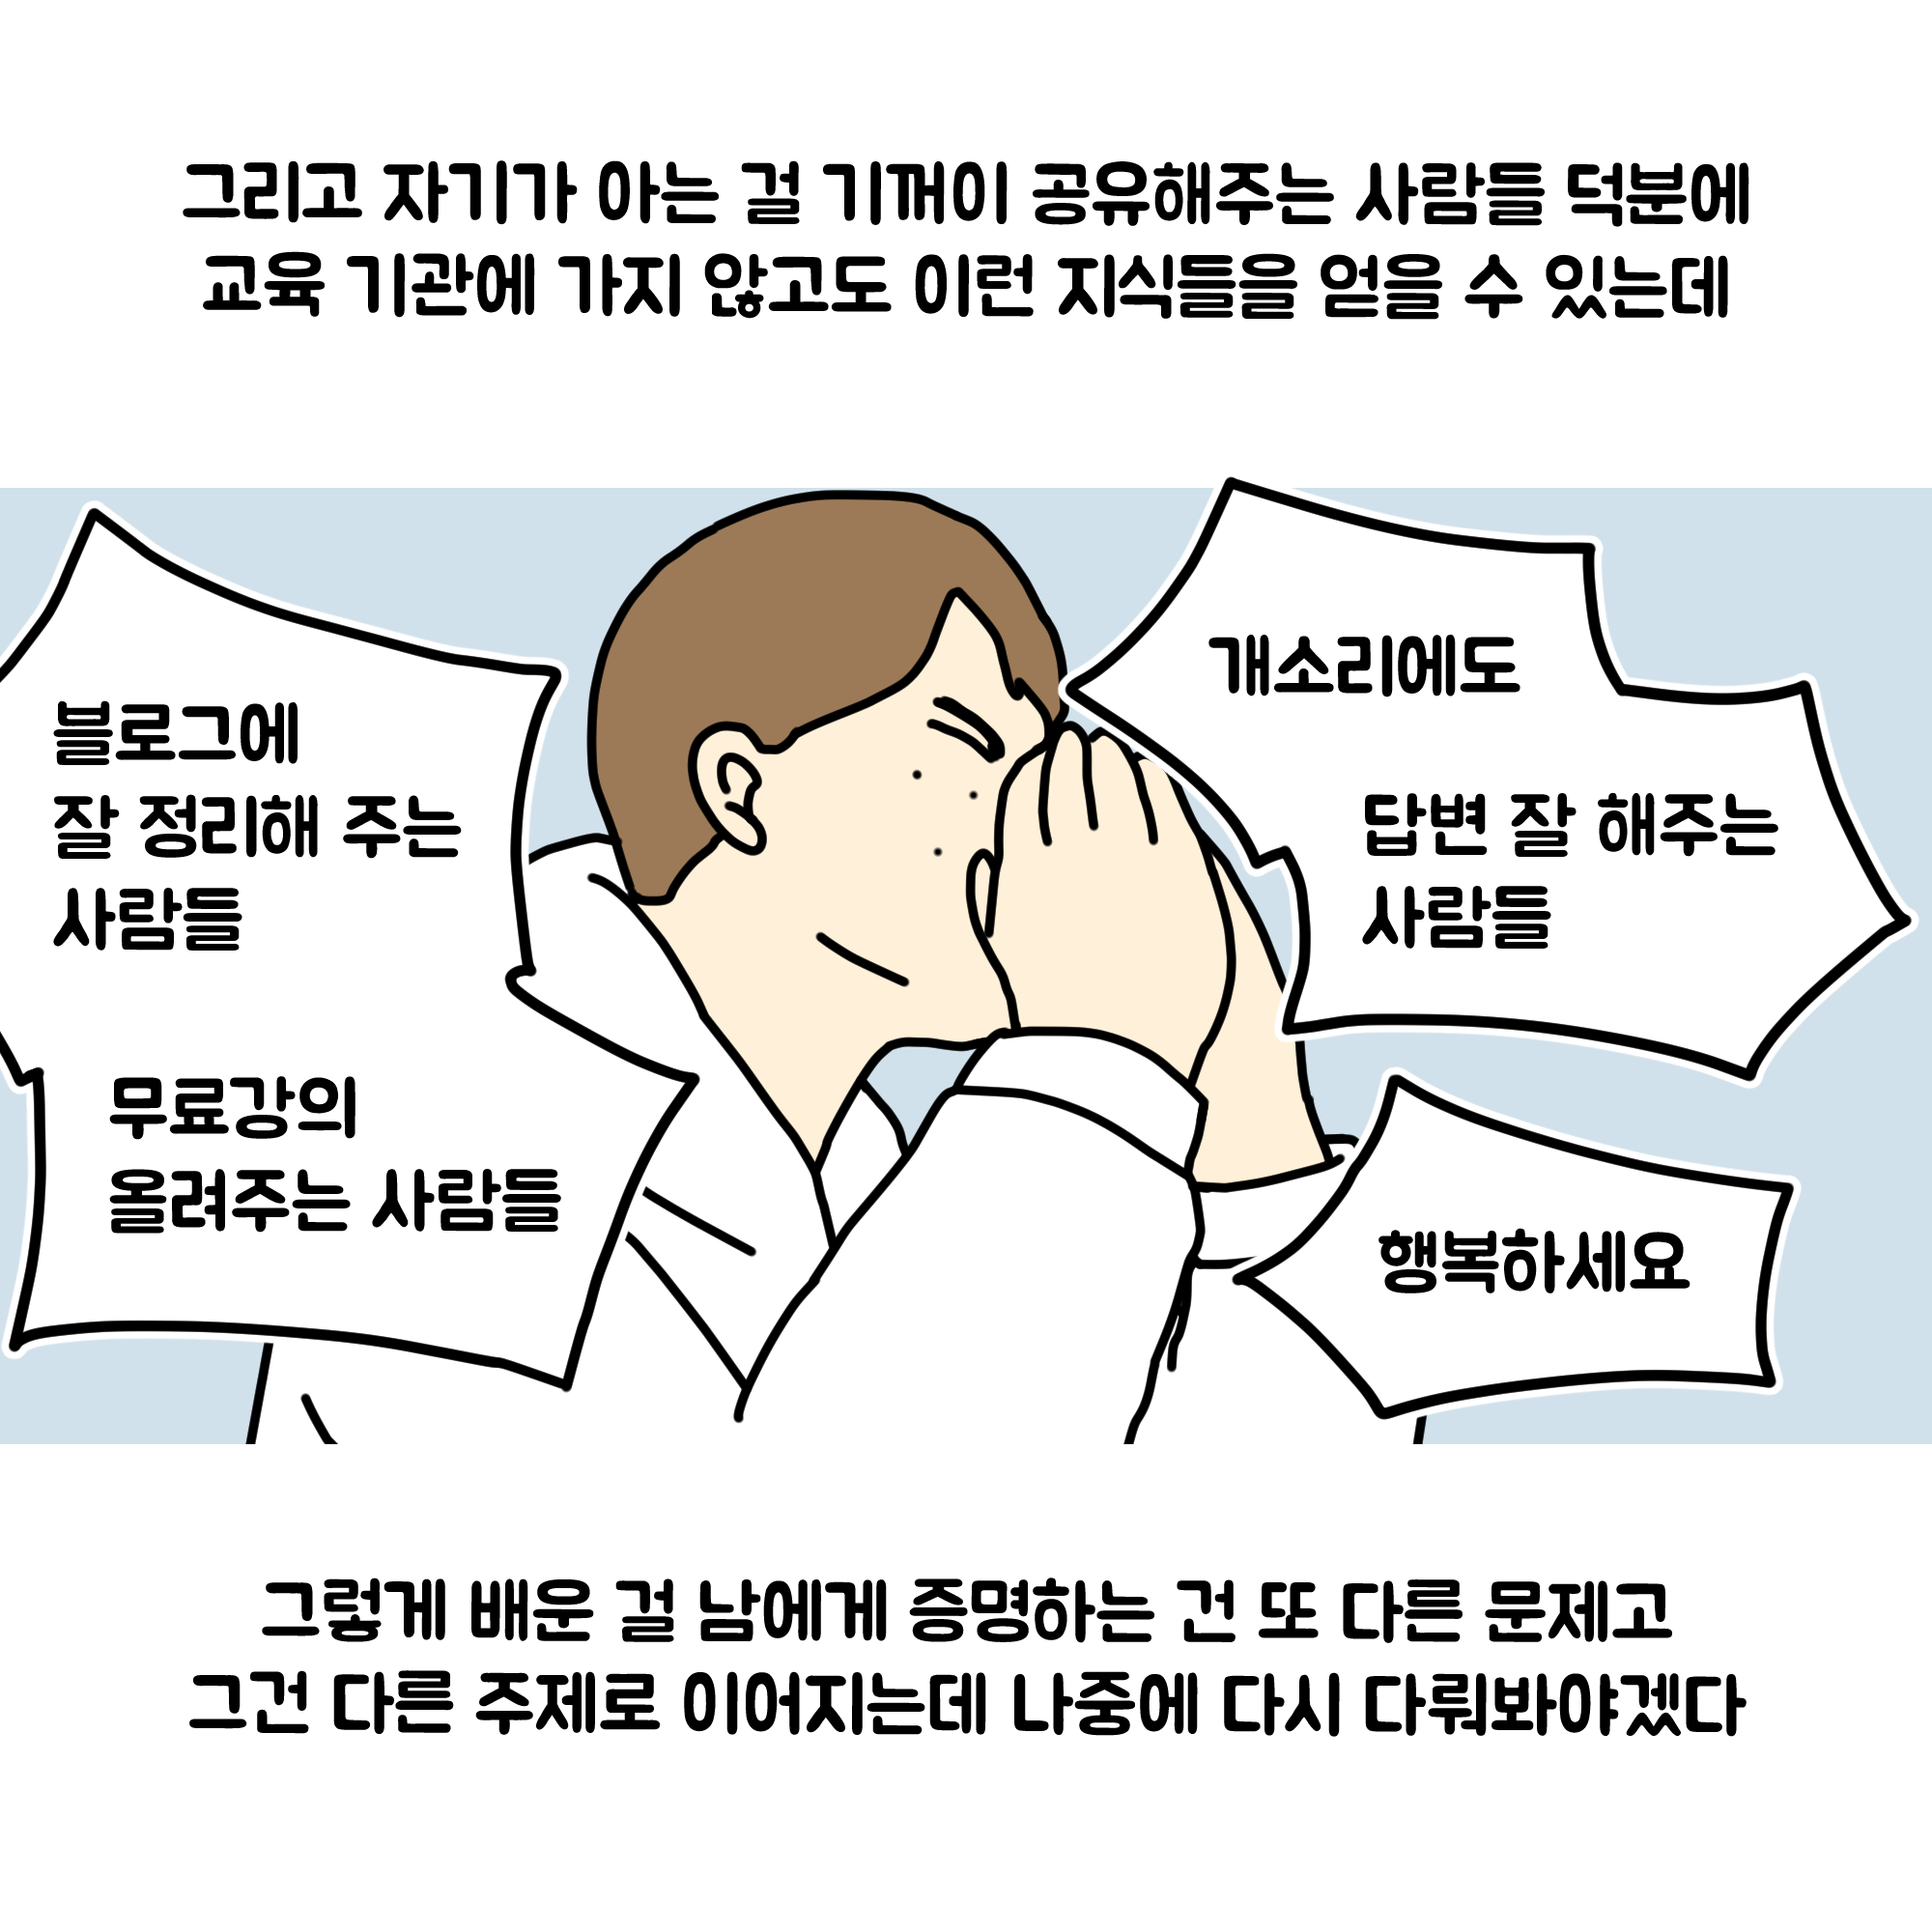 그리고 자기가 아는 걸 기꺼이 공유해주는 사람들 덕분에
교육 기관에 가지 않고도 이런 지식들을 얻을 수 있는데
블로그에
잘 정리해 주는
사람들
무료강의
올려주는 사람들
개소리에도
답변 잘 해주는
사람들
행복하세요
그렇게 배운 걸 남에게 증명하는 건 또 다른 문제고
그건 다른 주제로 이어지는데 나중에 다시 다뤄봐야겠다